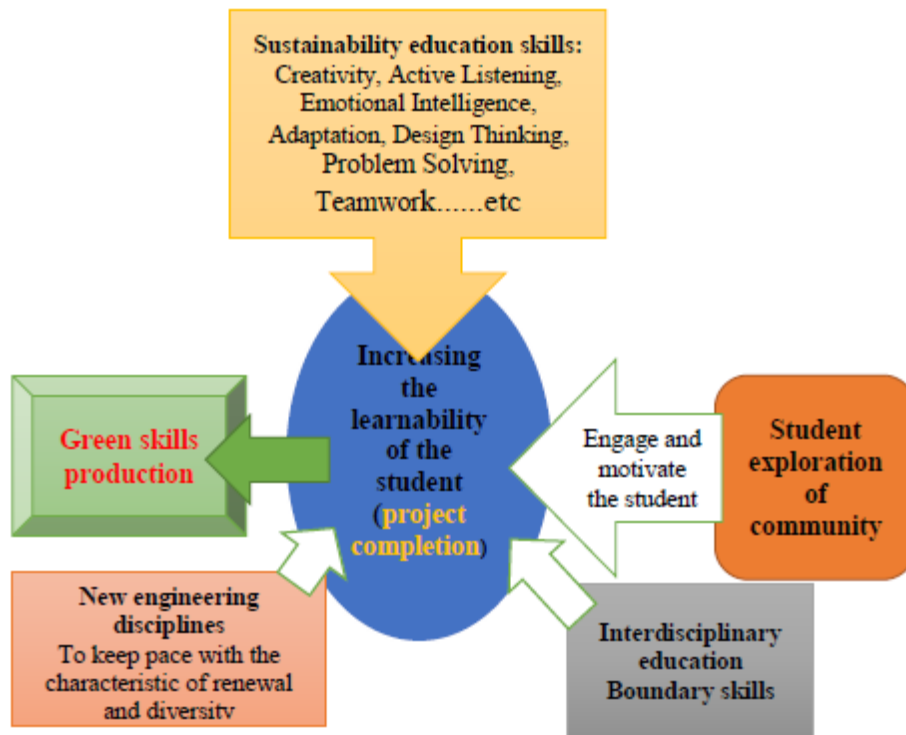 Sustainability education skills:
Creativity, Active Listening,
Emotional Intelligence,
Adaptation, Design Thinking,
Problem Solving,
Teamwork......etc
Increasing
the
learnability
of the
student
(project
completion)
Green skills
production
Engage and
motivate
the student
Student
exploration
of
community
New engineering
disciplines
To keep pace with the
characteristic of renewal
and diversity
Interdisciplinary
education
Boundary skills